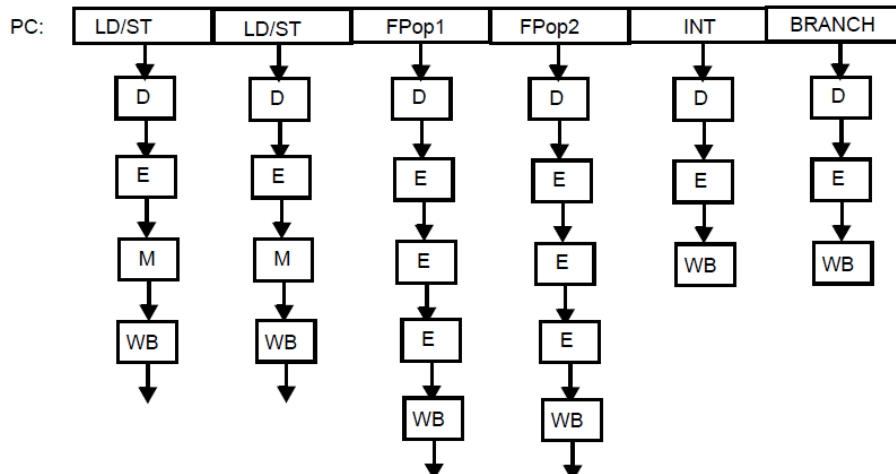 PC: LD/ST LD/ST FPop1 FPop2 INT BRANCH
D D D D D D
E E E E E E
M M E E WB WB
WB WB E E
WB WB